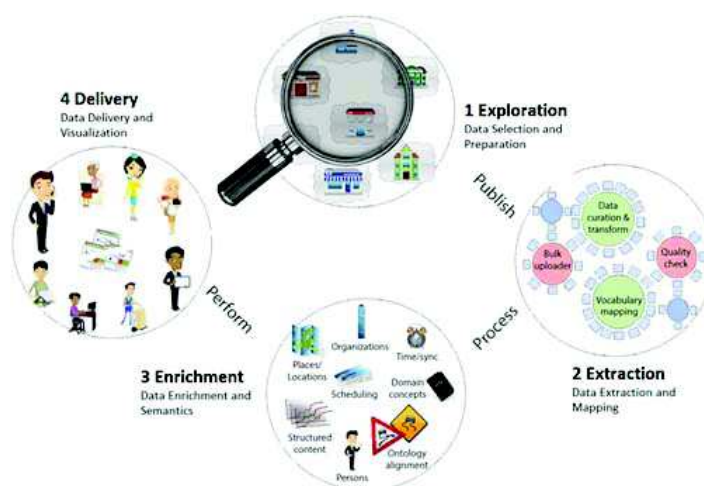 4 Delivery
Data Delivery and
Visualization
1 Exploration
Data Selection and
Preparation
Publish
Data
curation &
transform
Bulk
uploader
Quality
check
Vocabulary
mapping
Process
2 Extraction
Data Extraction and
Mapping
Perform
3 Enrichment
Data Enrichment and
Semantics
Places/
Locations
Organizations
Time/sync
Scheduling
Domain
concepts
Structured
content
Persons
Ontology
alignment